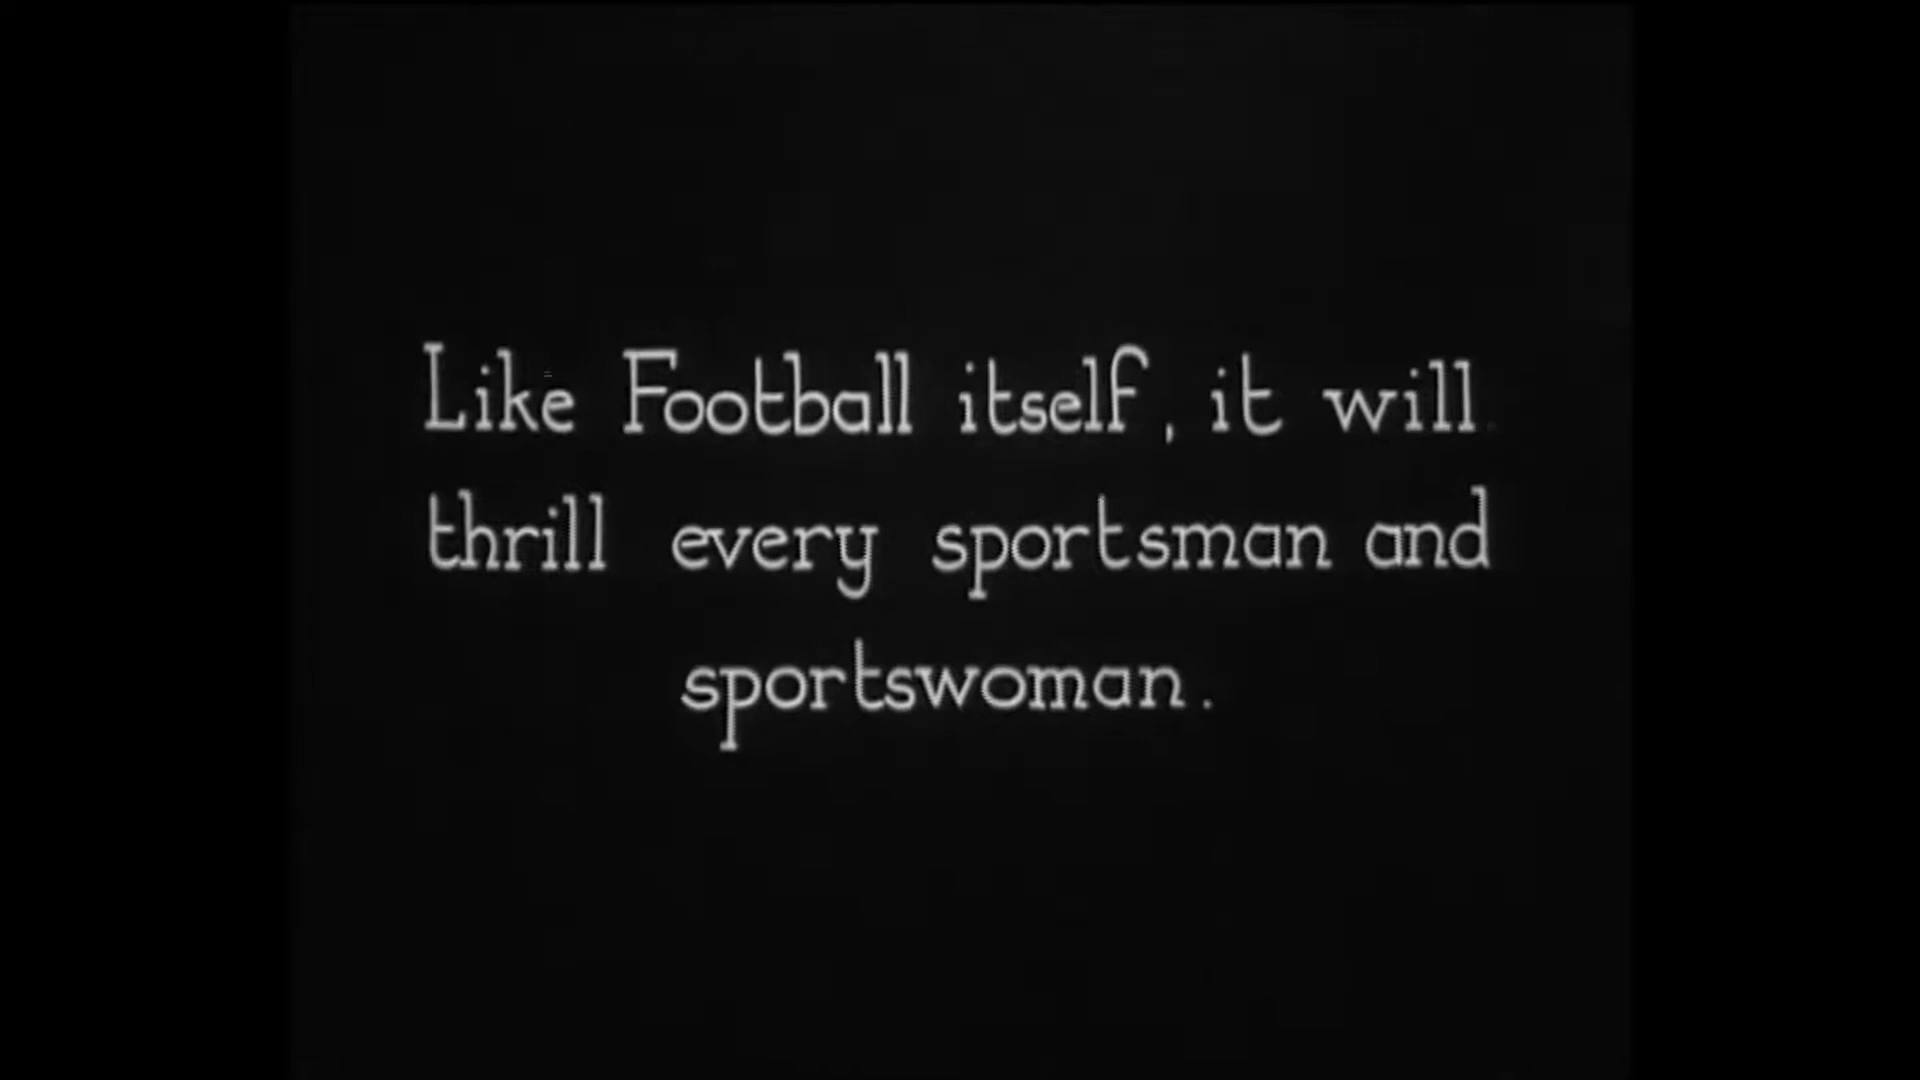 Like Football itself, it will
thrill every sportsman and
sportswoman.